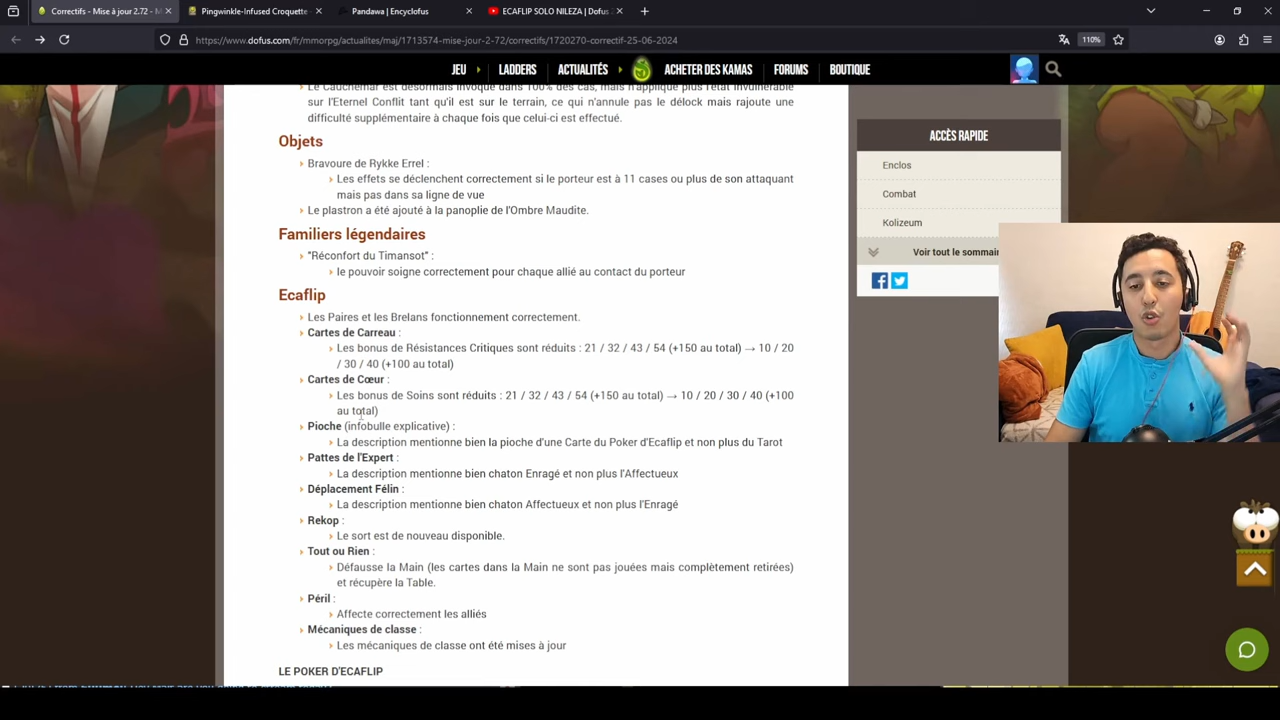 Correctifs - Mise à jour 2.72 - M
Pingwinkle-Infused Croquette
Pandawa | Encyclofus
ECAFLIP SOLO NILEZA | Dofus
https://www.dofus.com/fr/mmorpg/actualites/maj/1713574-mise-jour-2-72/correctifs/1720270-correctif-25-06-2024
110%
JEU LADDERS ACTUALITÉS ACHETER DES KAMAS FORUMS BOUTIQUE
Le Cauchemar est désormais invoqué dans 100% des cas, mais n'applique plus l'état Invulnérable
sur l'Eternel Conflit tant qu'il est sur le terrain, ce qui n'annule pas le délock mais rajoute une
difficulté supplémentaire à chaque fois que celui-ci est effectué.
Objets
Bravoure de Rykke Errel :
Les effets se déclenchent correctement si le porteur est à 11 cases ou plus de son attaquant
mais pas dans sa ligne de vue
Le plastron a été ajouté à la panoplie de l'Ombre Maudite.
Familiers légendaires
"Réconfort du Timansot" :
le pouvoir soigne correctement pour chaque allié au contact du porteur
Ecaflip
Les Paires et les Brelans fonctionnement correctement.
Cartes de Carreau :
Les bonus de Résistances Critiques sont réduits : 21 / 32 / 43 / 54 (+150 au total) → 10 / 20
/ 30 / 40 (+100 au total)
Cartes de Cœur :
Les bonus de Soins sont réduits : 21 / 32 / 43 / 54 (+150 au total) → 10 / 20 / 30 / 40 (+100
au total)
Pioche (infobulle explicative) :
La description mentionne bien la pioche d'une Carte du Poker d'Ecaflip et non plus du Tarot
Pattes de l'Expert :
La description mentionne bien chaton Enragé et non plus l'Affectueux
Déplacement Félin :
La description mentionne bien chaton Affectueux et non plus l'Enragé
Rekop :
Le sort est de nouveau disponible.
Tout ou Rien :
Défausse la Main (les cartes dans la Main ne sont pas jouées mais complètement retirées)
et récupère la Table.
Péril :
Affecte correctement les alliés
Mécaniques de classe :
Les mécaniques de classe ont été mises à jour
LE POKER D'ECAFLIP
ACCÈS RAPIDE
Enclos
Combat
Kolizeum
Voir tout le sommai